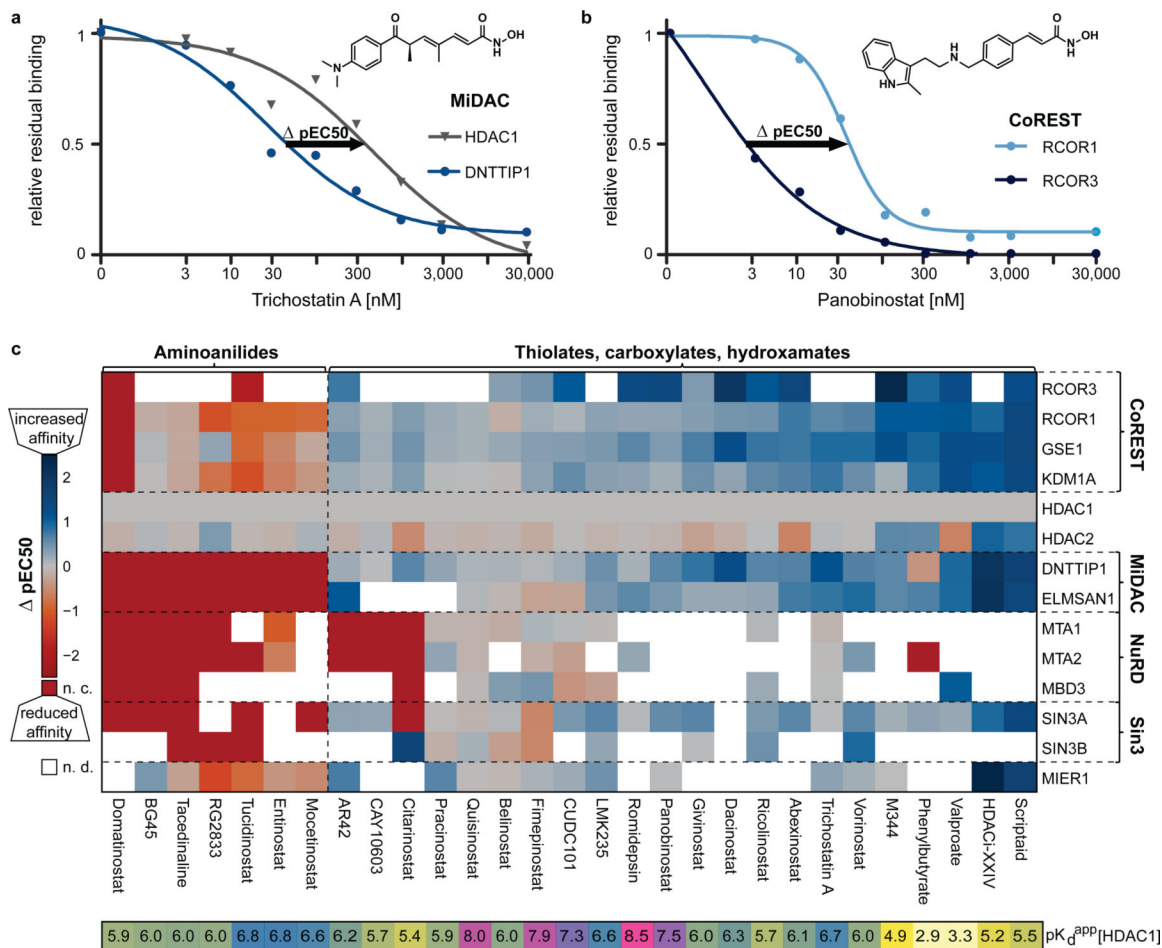 a
b
O
O
OH
N
H
N
MiDAC
HDAC1
DNTTIP1
Δ pEC50
relative residual binding
1
0.5
0
0
3
10
30
300
3,000
30,000
Trichostatin A [nM]
O
H
N
OH
N
H
NH
CoREST
RCOR1
RCOR3
Δ pEC50
relative residual binding
1
0.5
0
0
3
10
30
300
3,000
30,000
Panobinostat [nM]
c
Aminoanilides
Thiolates, carboxylates, hydroxamates
increased
affinity
2
1
0
−1
−2
Δ pEC50
n. c.
reduced
affinity
n. d.
RCOR3
RCOR1
GSE1
KDM1A
HDAC1
HDAC2
DNTTIP1
ELMSAN1
MTA1
MTA2
MBD3
SIN3A
SIN3B
MIER1
CoREST
MiDAC
NuRD
Sin3
Domatinostat
BG45
Tacedinaline
RG2833
Tucidinostat
Entinostat
Mocetinostat
AR42
CAY10603
Citarinostat
Pracinostat
Quisinostat
Belinostat
Fimepinostat
CUDC101
LMK235
Romidepsin
Panobinostat
Givinostat
Dacinostat
Ricolinostat
Abexinostat
Trichostatin A
Vorinostat
M344
Phenylbutyrate
Valproate
HDACi-XXIV
Scriptaid
5.9 6.0 6.0 6.0 6.8 6.8 6.6 6.2 5.7 5.4 5.9 8.0 6.0 7.9 7.3 6.6 8.5 7.5 6.0 6.3 5.7 6.1 6.7 6.0 4.9 2.9 3.3 5.2 5.5 pKdapp[HDAC1]